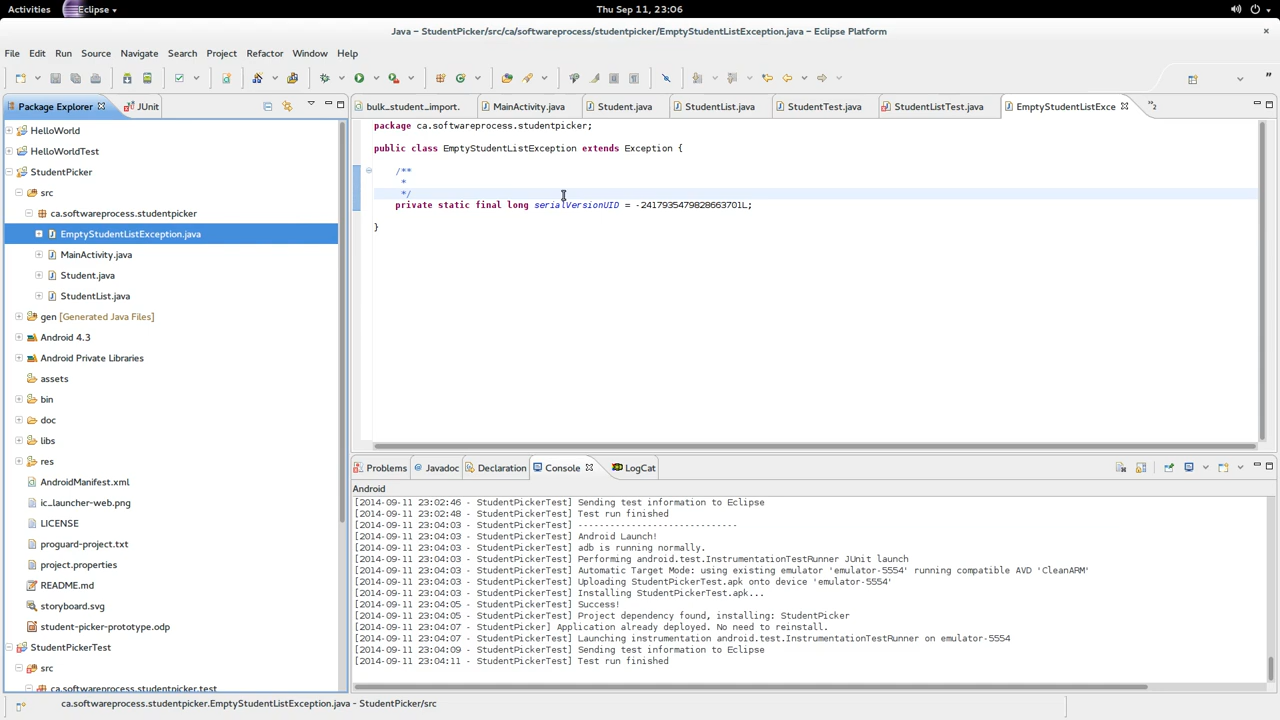 Activities
Eclipse
Thu Sep 11, 23:06
Java – StudentPicker/src/ca/softwareprocess/studentpicker/EmptyStudentListException.java – Eclipse Platform
File Edit Run Source Navigate Search Project Refactor Window Help
Package Explorer
JUnit
HelloWorld
HelloWorldTest
StudentPicker
src
ca.softwareprocess.studentpicker
EmptyStudentListException.java
MainActivity.java
Student.java
StudentList.java
gen [Generated Java Files]
Android 4.3
Android Private Libraries
assets
bin
doc
libs
res
AndroidManifest.xml
ic_launcher-web.png
LICENSE
proguard-project.txt
project.properties
README.md
storyboard.svg
student-picker-prototype.odp
StudentPickerTest
src
ca.softwareprocess.studentpicker.test
bulk_student_import. MainActivity.java Student.java StudentList.java StudentTest.java StudentListTest.java EmptyStudentListExce »2
package ca.softwareprocess.studentpicker;
public class EmptyStudentListException extends Exception {
/**
*
*/
private static final long serialVersionUID = -2417935479828663701L;
}
Problems Javadoc Declaration Console LogCat
Android
[2014-09-11 23:02:46 - StudentPickerTest] Sending test information to Eclipse
[2014-09-11 23:02:48 - StudentPickerTest] Test run finished
[2014-09-11 23:04:03 - StudentPickerTest] ------------------------------
[2014-09-11 23:04:03 - StudentPickerTest] Android Launch!
[2014-09-11 23:04:03 - StudentPickerTest] adb is running normally.
[2014-09-11 23:04:03 - StudentPickerTest] Performing android.test.InstrumentationTestRunner JUnit launch
[2014-09-11 23:04:03 - StudentPickerTest] Automatic Target Mode: using existing emulator 'emulator-5554' running compatible AVD 'CleanARM'
[2014-09-11 23:04:03 - StudentPickerTest] Uploading StudentPickerTest.apk onto device 'emulator-5554'
[2014-09-11 23:04:03 - StudentPickerTest] Installing StudentPickerTest.apk...
[2014-09-11 23:04:05 - StudentPickerTest] Success!
[2014-09-11 23:04:05 - StudentPickerTest] Project dependency found, installing: StudentPicker
[2014-09-11 23:04:07 - StudentPicker] Application already deployed. No need to reinstall.
[2014-09-11 23:04:07 - StudentPickerTest] Launching instrumentation android.test.InstrumentationTestRunner on emulator-5554
[2014-09-11 23:04:09 - StudentPickerTest] Sending test information to Eclipse
[2014-09-11 23:04:11 - StudentPickerTest] Test run finished
ca.softwareprocess.studentpicker.EmptyStudentListException.java - StudentPicker/src